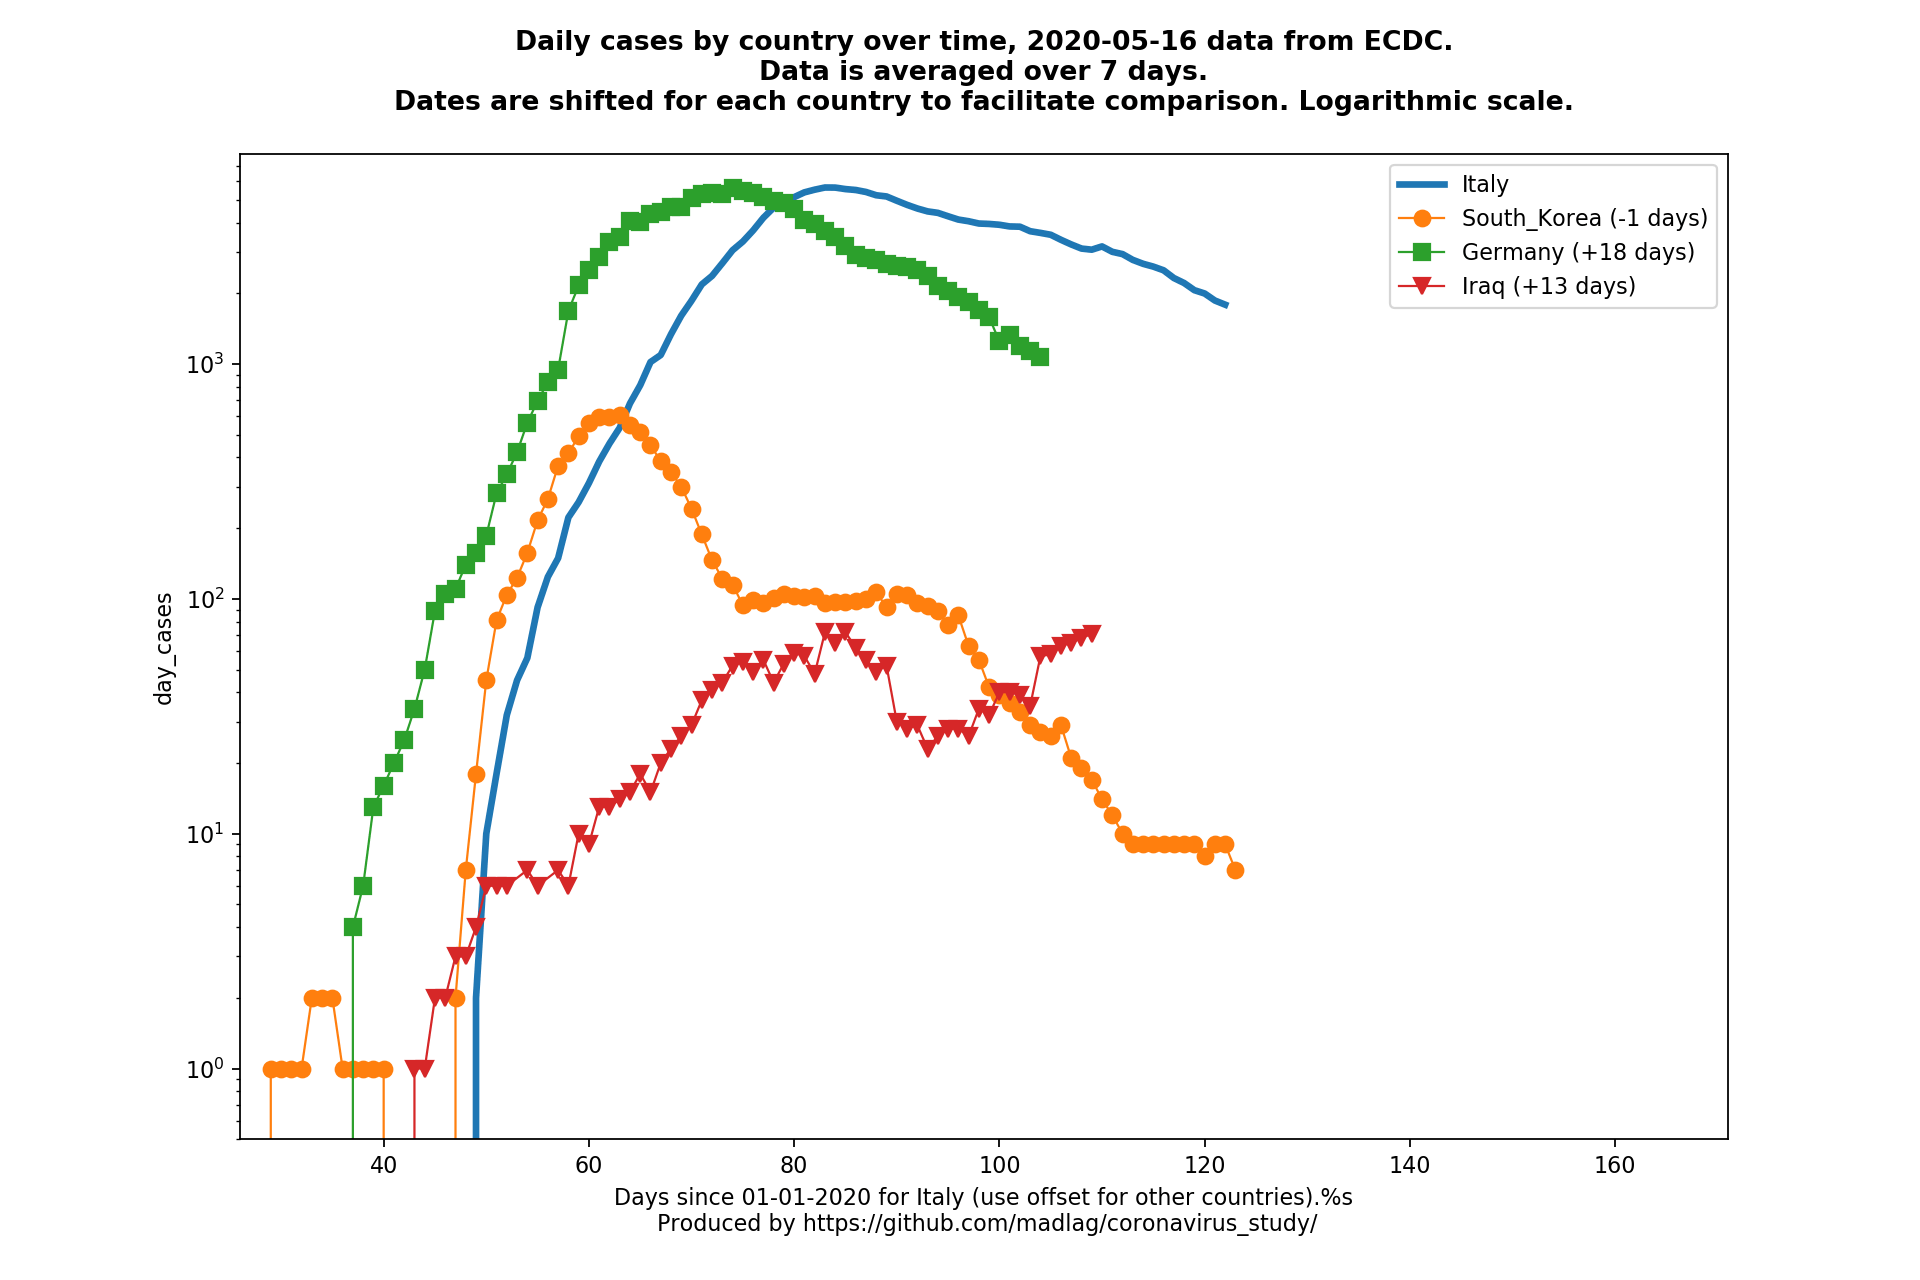 Daily cases by country over time, 2020-05-16 data from ECDC.
Data is averaged over 7 days.
Dates are shifted for each country to facilitate comparison. Logarithmic scale.
Italy
South_Korea (-1 days)
Germany (+18 days)
Iraq (+13 days)
10³
10²
10¹
10⁰
day_cases
40 60 80 100 120 140 160
Days since 01-01-2020 for Italy (use offset for other countries).%s
Produced by https://github.com/madlag/coronavirus_study/